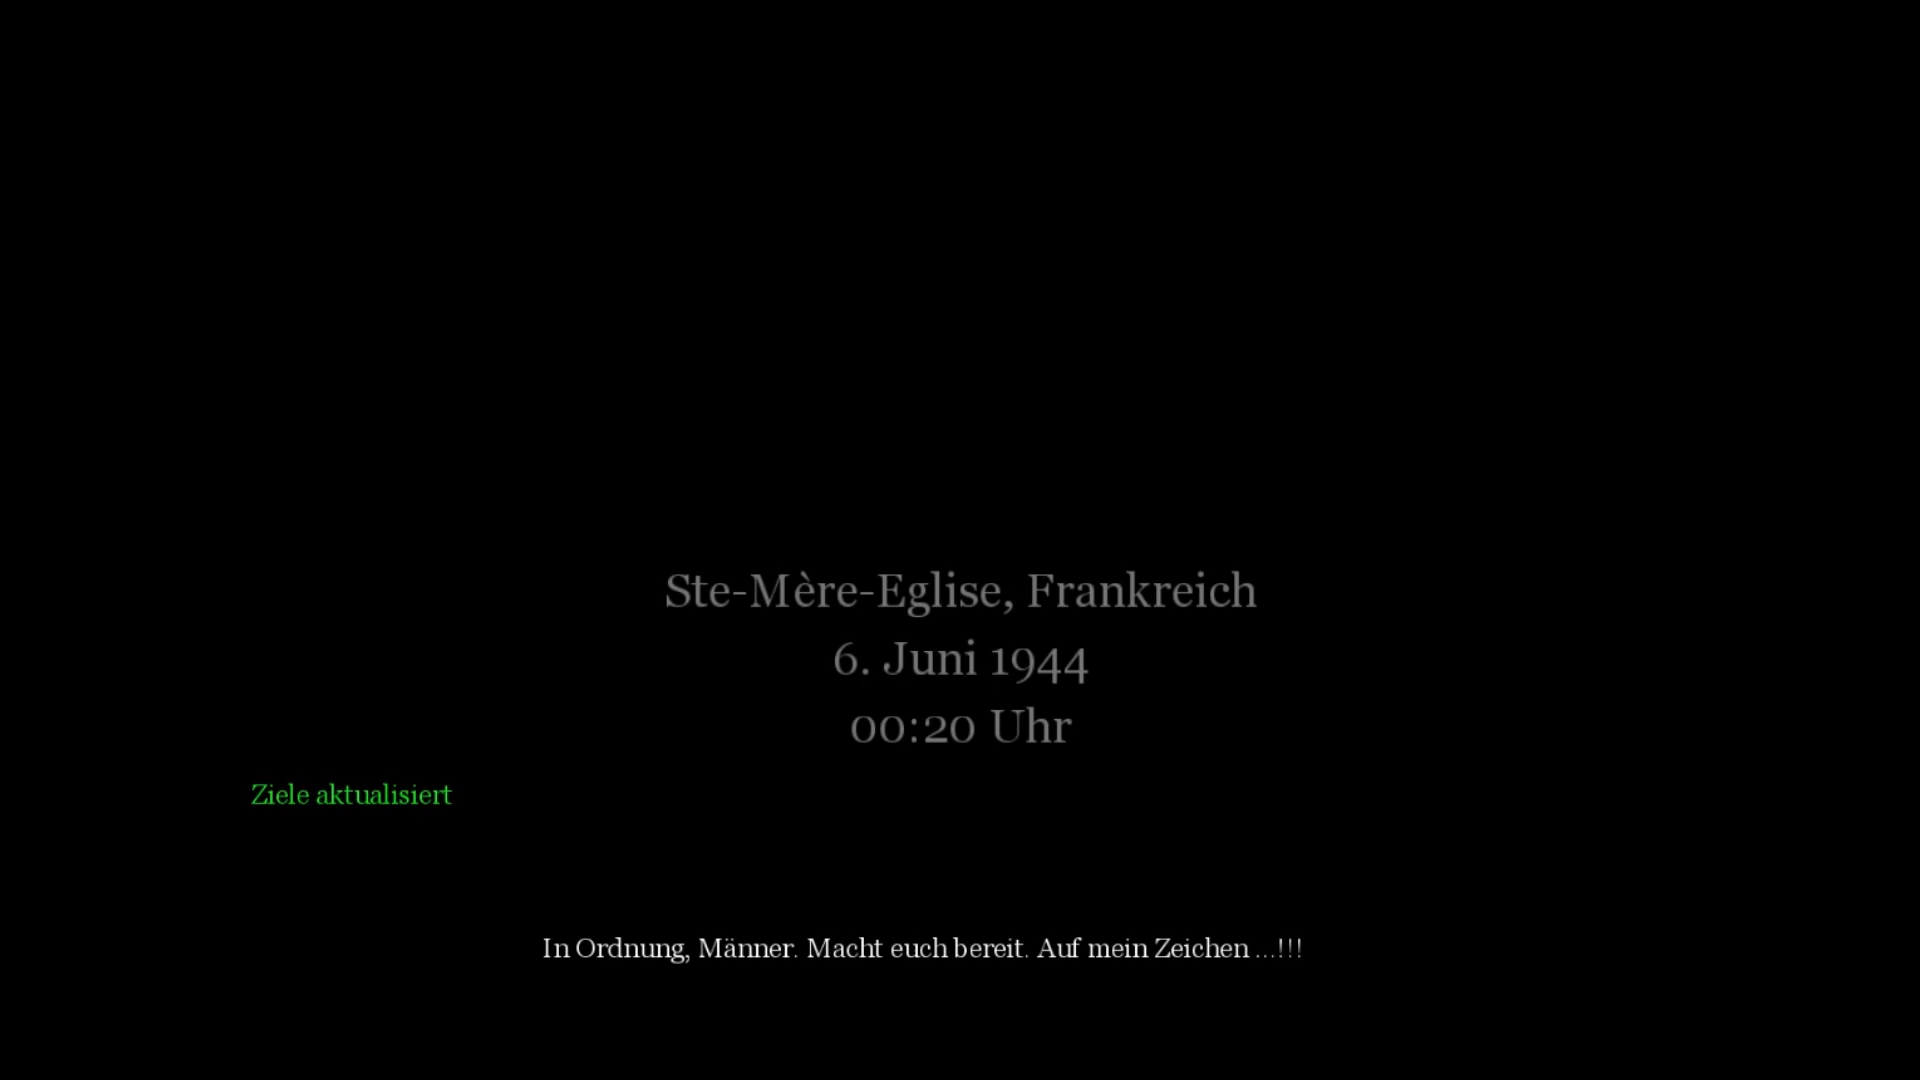 Ste-Mère-Eglise, Frankreich
6. Juni 1944
00:20 Uhr
Ziele aktualisiert
In Ordnung, Männer. Macht euch bereit. Auf mein Zeichen ...!!!